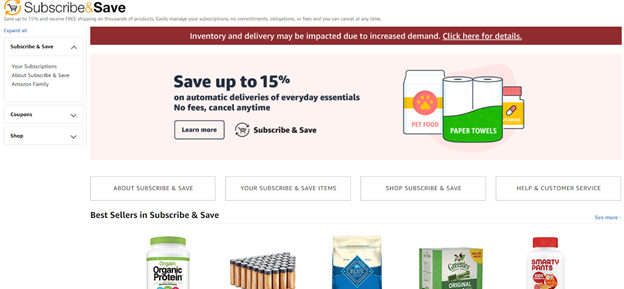 Subscribe&Save
Save up to 15% and receive FREE shipping on thousands of products. Easily manage your subscriptions; no commitments, obligations, or fees and you can cancel at any time.
Expand all
Subscribe & Save
Your Subscriptions
About Subscribe & Save
Amazon Family
Coupons
Shop
Inventory and delivery may be impacted due to increased demand. Click here for details.
Save up to 15%
on automatic deliveries of everyday essentials
No fees, cancel anytime
Learn more
Subscribe & Save
PET FOOD
PAPER TOWELS
VITAMINS
ABOUT SUBSCRIBE & SAVE
YOUR SUBSCRIBE & SAVE ITEMS
SHOP SUBSCRIBE & SAVE
HELP & CUSTOMER SERVICE
Best Sellers in Subscribe & Save
See more
Orgain
Organic
Protein
BLUE
Greenies
ORIGINAL
SMARTY
PANTS